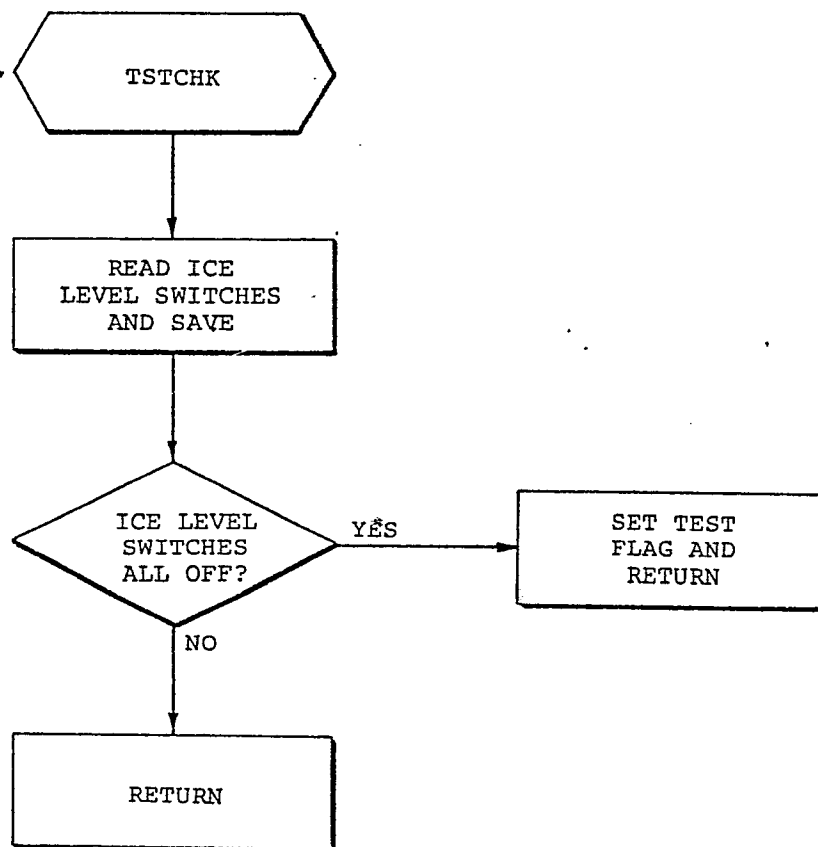 TSTCHK
READ ICE
LEVEL SWITCHES
AND SAVE
ICE LEVEL
SWITCHES
ALL OFF?
YES
SET TEST
FLAG AND
RETURN
NO
RETURN